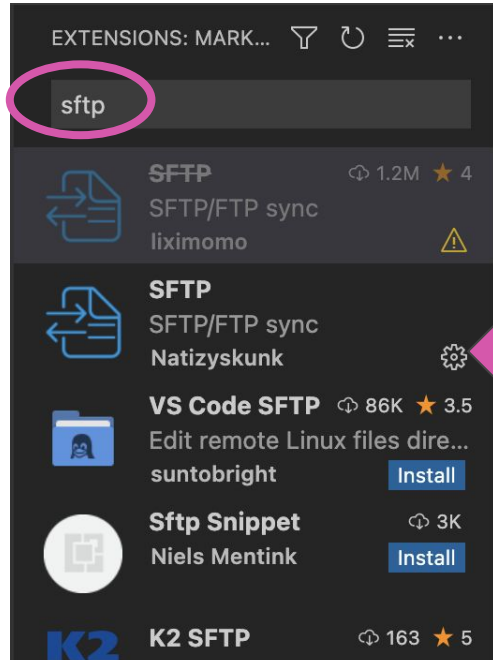 EXTENSIONS: MARK...
sftp
SFTP 1.2M ★ 4
SFTP/FTP sync
liximomo
SFTP
SFTP/FTP sync
Natizyskunk
VS Code SFTP 86K ★ 3.5
Edit remote Linux files dire...
suntobright Install
Sftp Snippet 3K
Niels Mentink Install
K2 K2 SFTP 163 ★ 5